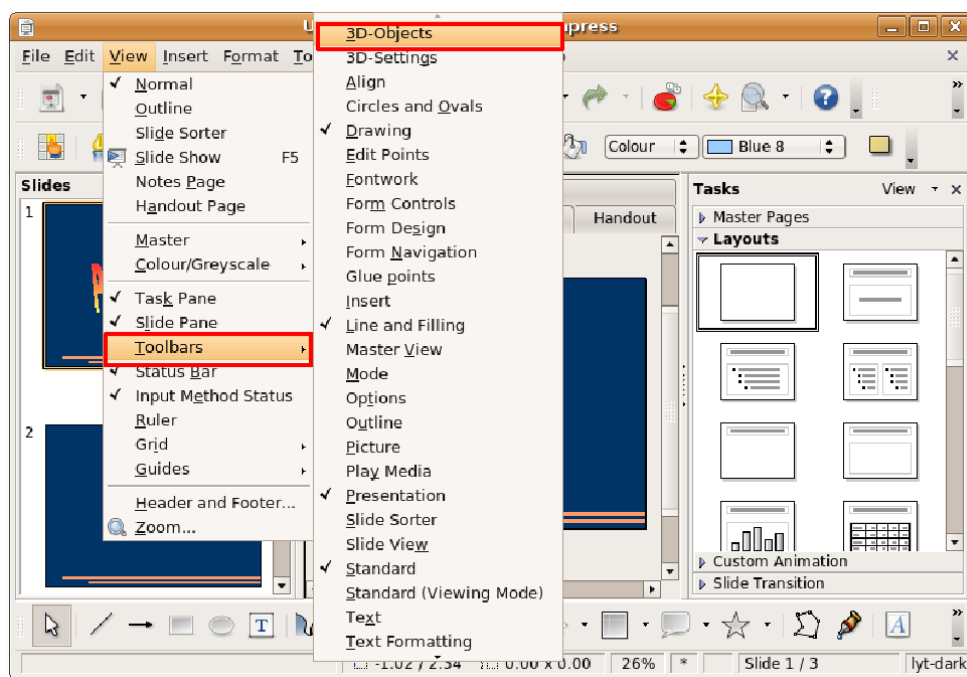 U
press
File Edit View Insert Format To
Normal
Outline
Slide Sorter
Slide Show F5
Notes Page
Handout Page
Master
Colour/Greyscale
Task Pane
Slide Pane
Toolbars
Status Bar
Input Method Status
Ruler
Grid
Guides
Header and Footer...
Zoom...
3D-Objects
3D-Settings
Align
Circles and Ovals
Drawing
Edit Points
Fontwork
Form Controls
Form Design
Form Navigation
Glue points
Insert
Line and Filling
Master View
Mode
Options
Outline
Picture
Play Media
Presentation
Slide Sorter
Slide View
Standard
Standard (Viewing Mode)
Text
Text Formatting
Colour
Blue 8
Slides
1
2
Handout
Tasks View
Master Pages
Layouts
Custom Animation
Slide Transition
T
A
-1.02 / 2.34 0.00 x 0.00 26% * Slide 1 / 3 lyt-dark